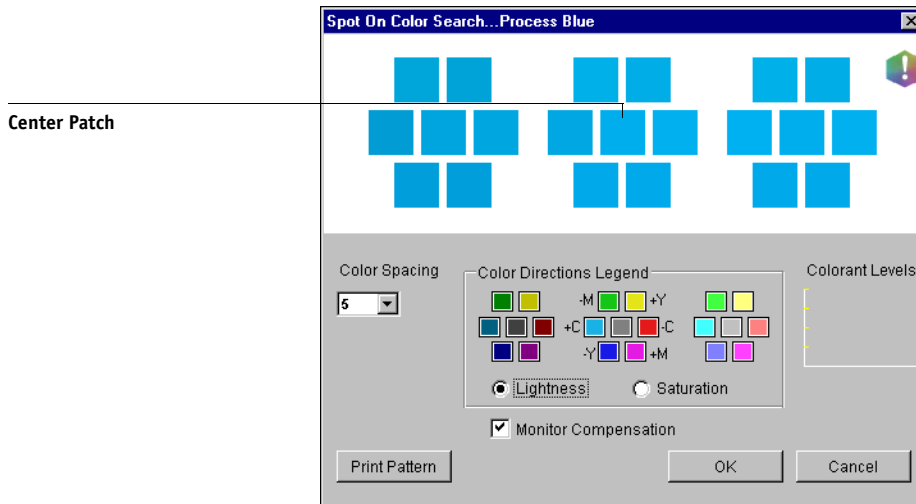 Spot On Color Search...Process Blue
Center Patch
Color Spacing
5
Color Directions Legend
-M +Y
+C -C
-Y +M
Lightness Saturation
Colorant Levels
Monitor Compensation
Print Pattern OK Cancel